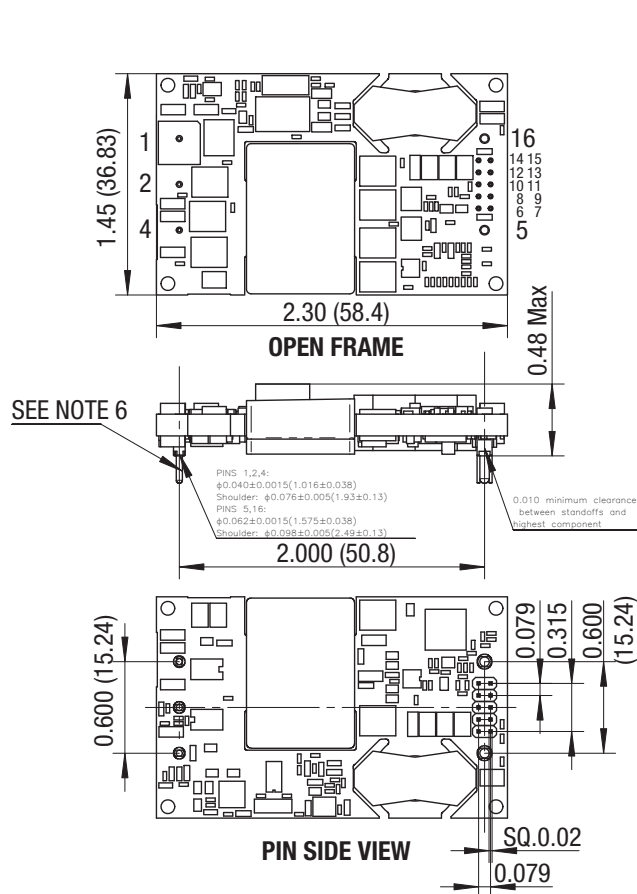 1.45 (36.83)
1
2
4
16
14 15
12 13
10 11
8 9
6 7
5
2.30 (58.4)
OPEN FRAME
0.48 Max
SEE NOTE 6
PINS 1,2,4:
ϕ0.040±0.0015(1.016±0.038)
Shoulder: ϕ0.076±0.005(1.93±0.13)
PINS 5,16:
ϕ0.062±0.0015(1.575±0.038)
Shoulder: ϕ0.098±0.005(2.49±0.13)
0.010 minimum clearance
between standoffs and
highest component
2.000 (50.8)
0.600 (15.24)
0.079
0.315
0.600
(15.24)
PIN SIDE VIEW
SQ.0.02
0.079